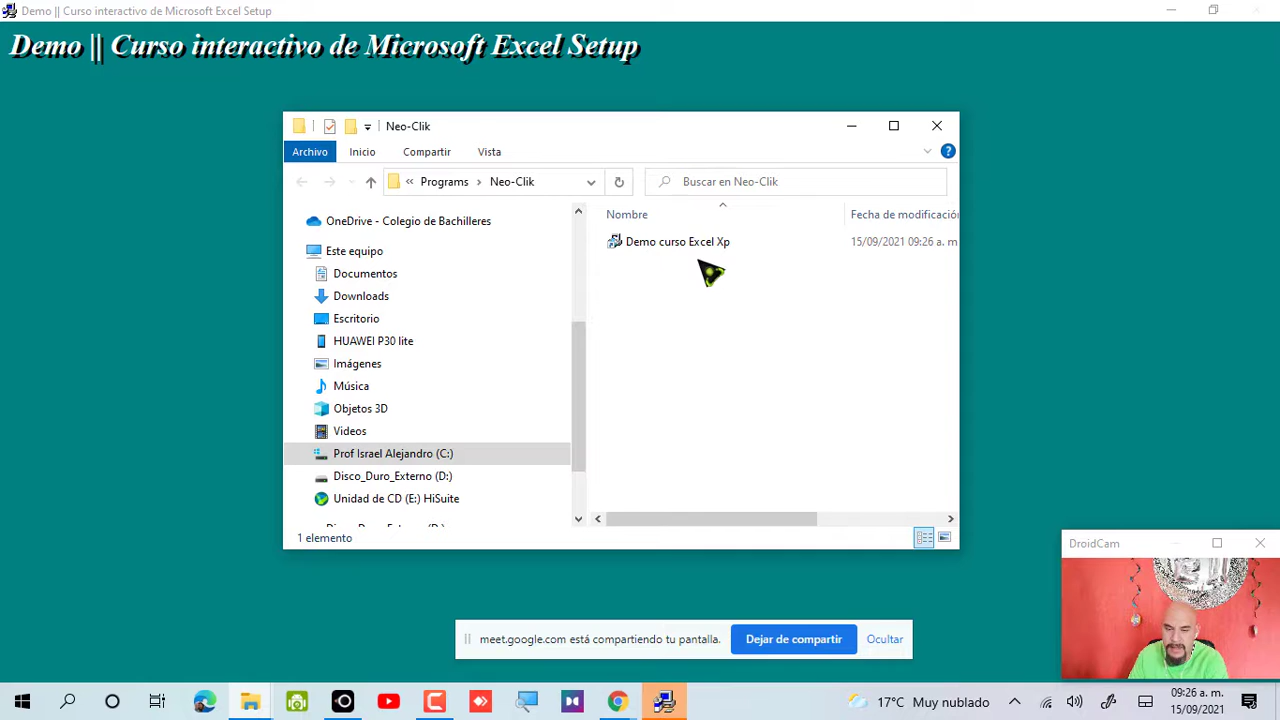 Demo || Curso interactivo de Microsoft Excel Setup
Demo || Curso interactivo de Microsoft Excel Setup
Neo-Clik
Archivo Inicio Compartir Vista
« Programs › Neo-Clik
Buscar en Neo-Clik
OneDrive - Colegio de Bachilleres
Este equipo
Documentos
Downloads
Escritorio
HUAWEI P30 lite
Imágenes
Música
Objetos 3D
Videos
Prof Israel Alejandro (C:)
Disco_Duro_Externo (D:)
Unidad de CD (E:) HiSuite
Nombre Fecha de modificación
Demo curso Excel Xp 15/09/2021 09:26 a. m
1 elemento
DroidCam
meet.google.com está compartiendo tu pantalla. Dejar de compartir Ocultar
17°C Muy nublado
09:26 a. m.
15/09/2021